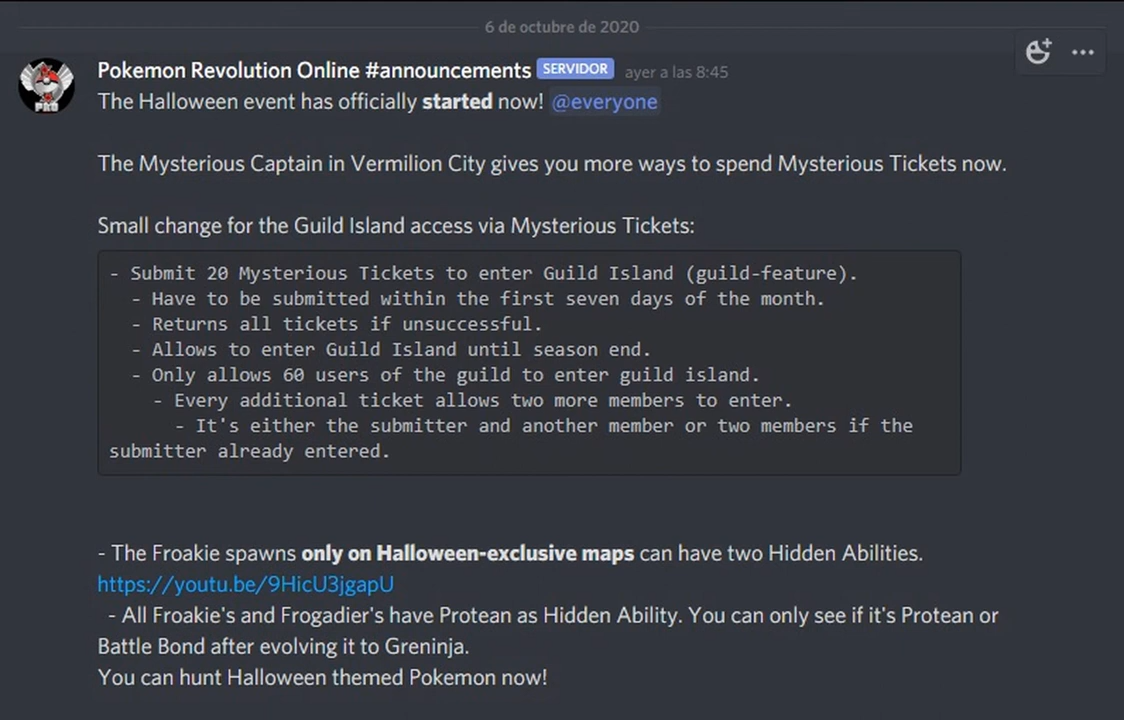 6 de octubre de 2020
Pokemon Revolution Online #announcements SERVIDOR ayer a las 8:45
The Halloween event has officially started now! @everyone
The Mysterious Captain in Vermilion City gives you more ways to spend Mysterious Tickets now.
Small change for the Guild Island access via Mysterious Tickets:
- Submit 20 Mysterious Tickets to enter Guild Island (guild-feature).
- Have to be submitted within the first seven days of the month.
- Returns all tickets if unsuccessful.
- Allows to enter Guild Island until season end.
- Only allows 60 users of the guild to enter guild island.
- Every additional ticket allows two more members to enter.
- It's either the submitter and another member or two members if the
submitter already entered.
- The Froakie spawns only on Halloween-exclusive maps can have two Hidden Abilities.
https://youtu.be/9HicU3jgapU
- All Froakie's and Frogadier's have Protean as Hidden Ability. You can only see if it's Protean or
Battle Bond after evolving it to Greninja.
You can hunt Halloween themed Pokemon now!
PRO